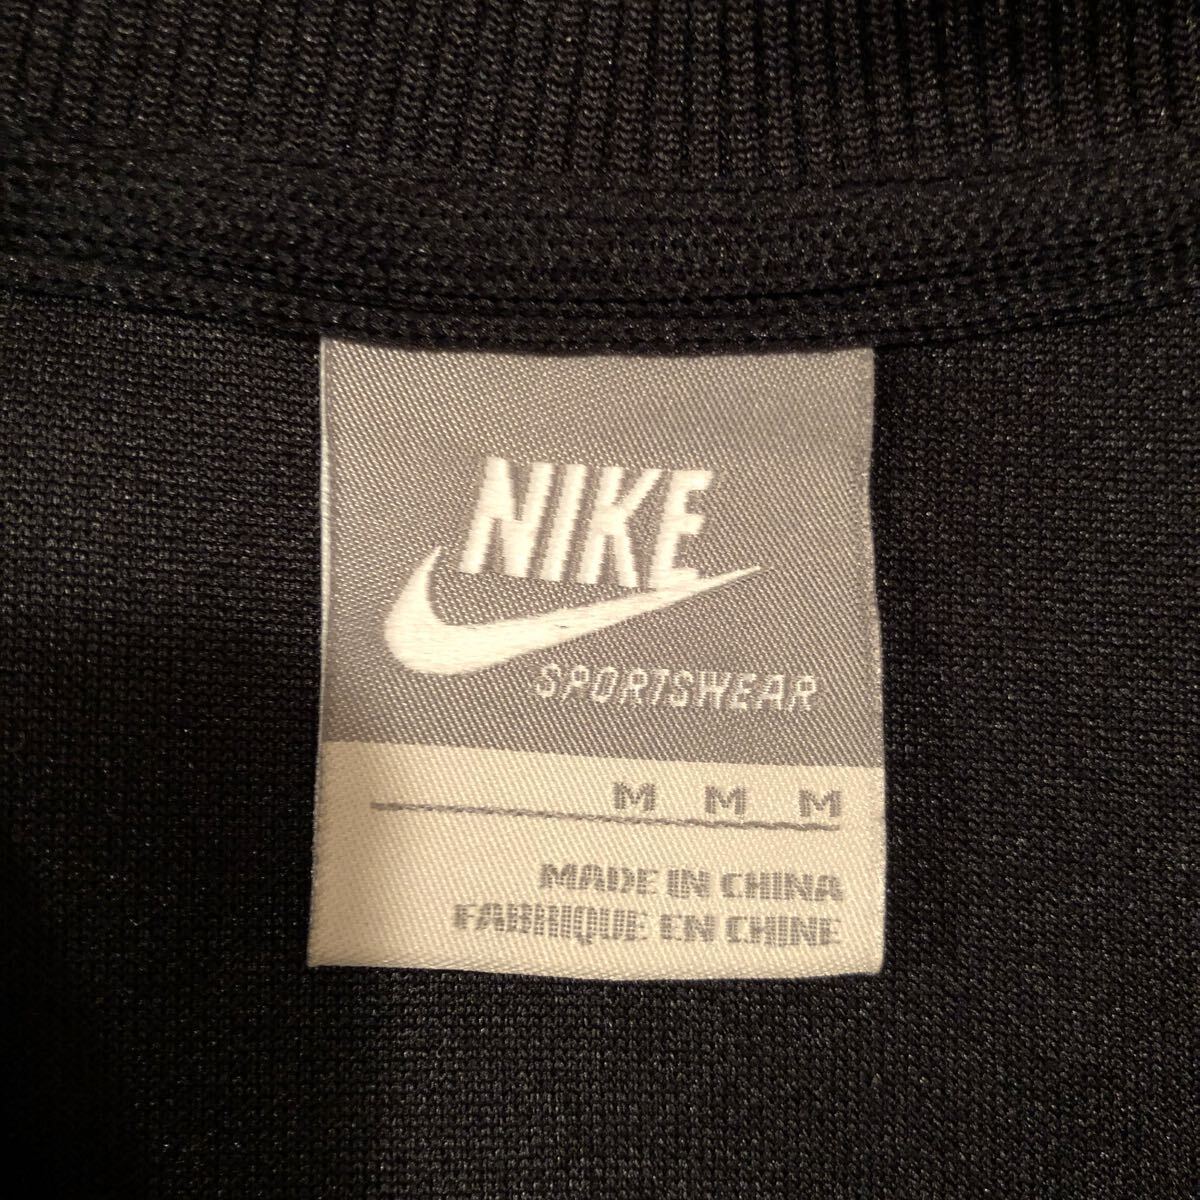 NIKE
SPORTSWEAR
M M M
MADE IN CHINA
FABRIQUE EN CHINE